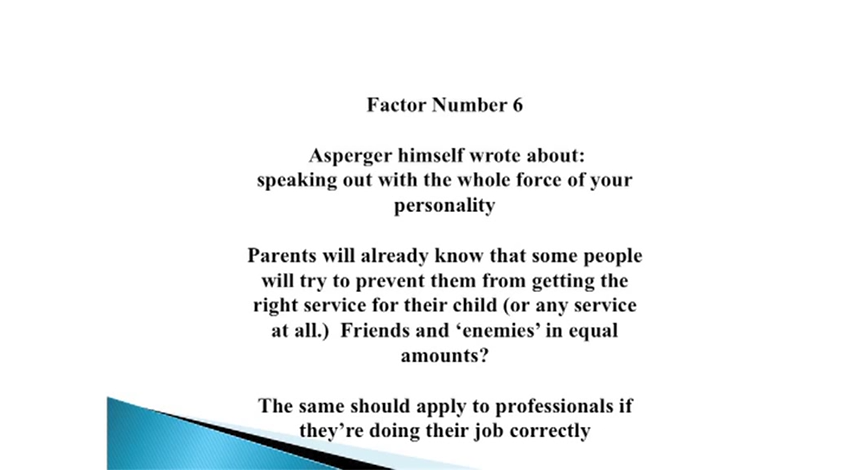 Factor Number 6
Asperger himself wrote about:
speaking out with the whole force of your
personality
Parents will already know that some people
will try to prevent them from getting the
right service for their child (or any service
at all.)  Friends and ‘enemies’ in equal
amounts?
The same should apply to professionals if
they’re doing their job correctly